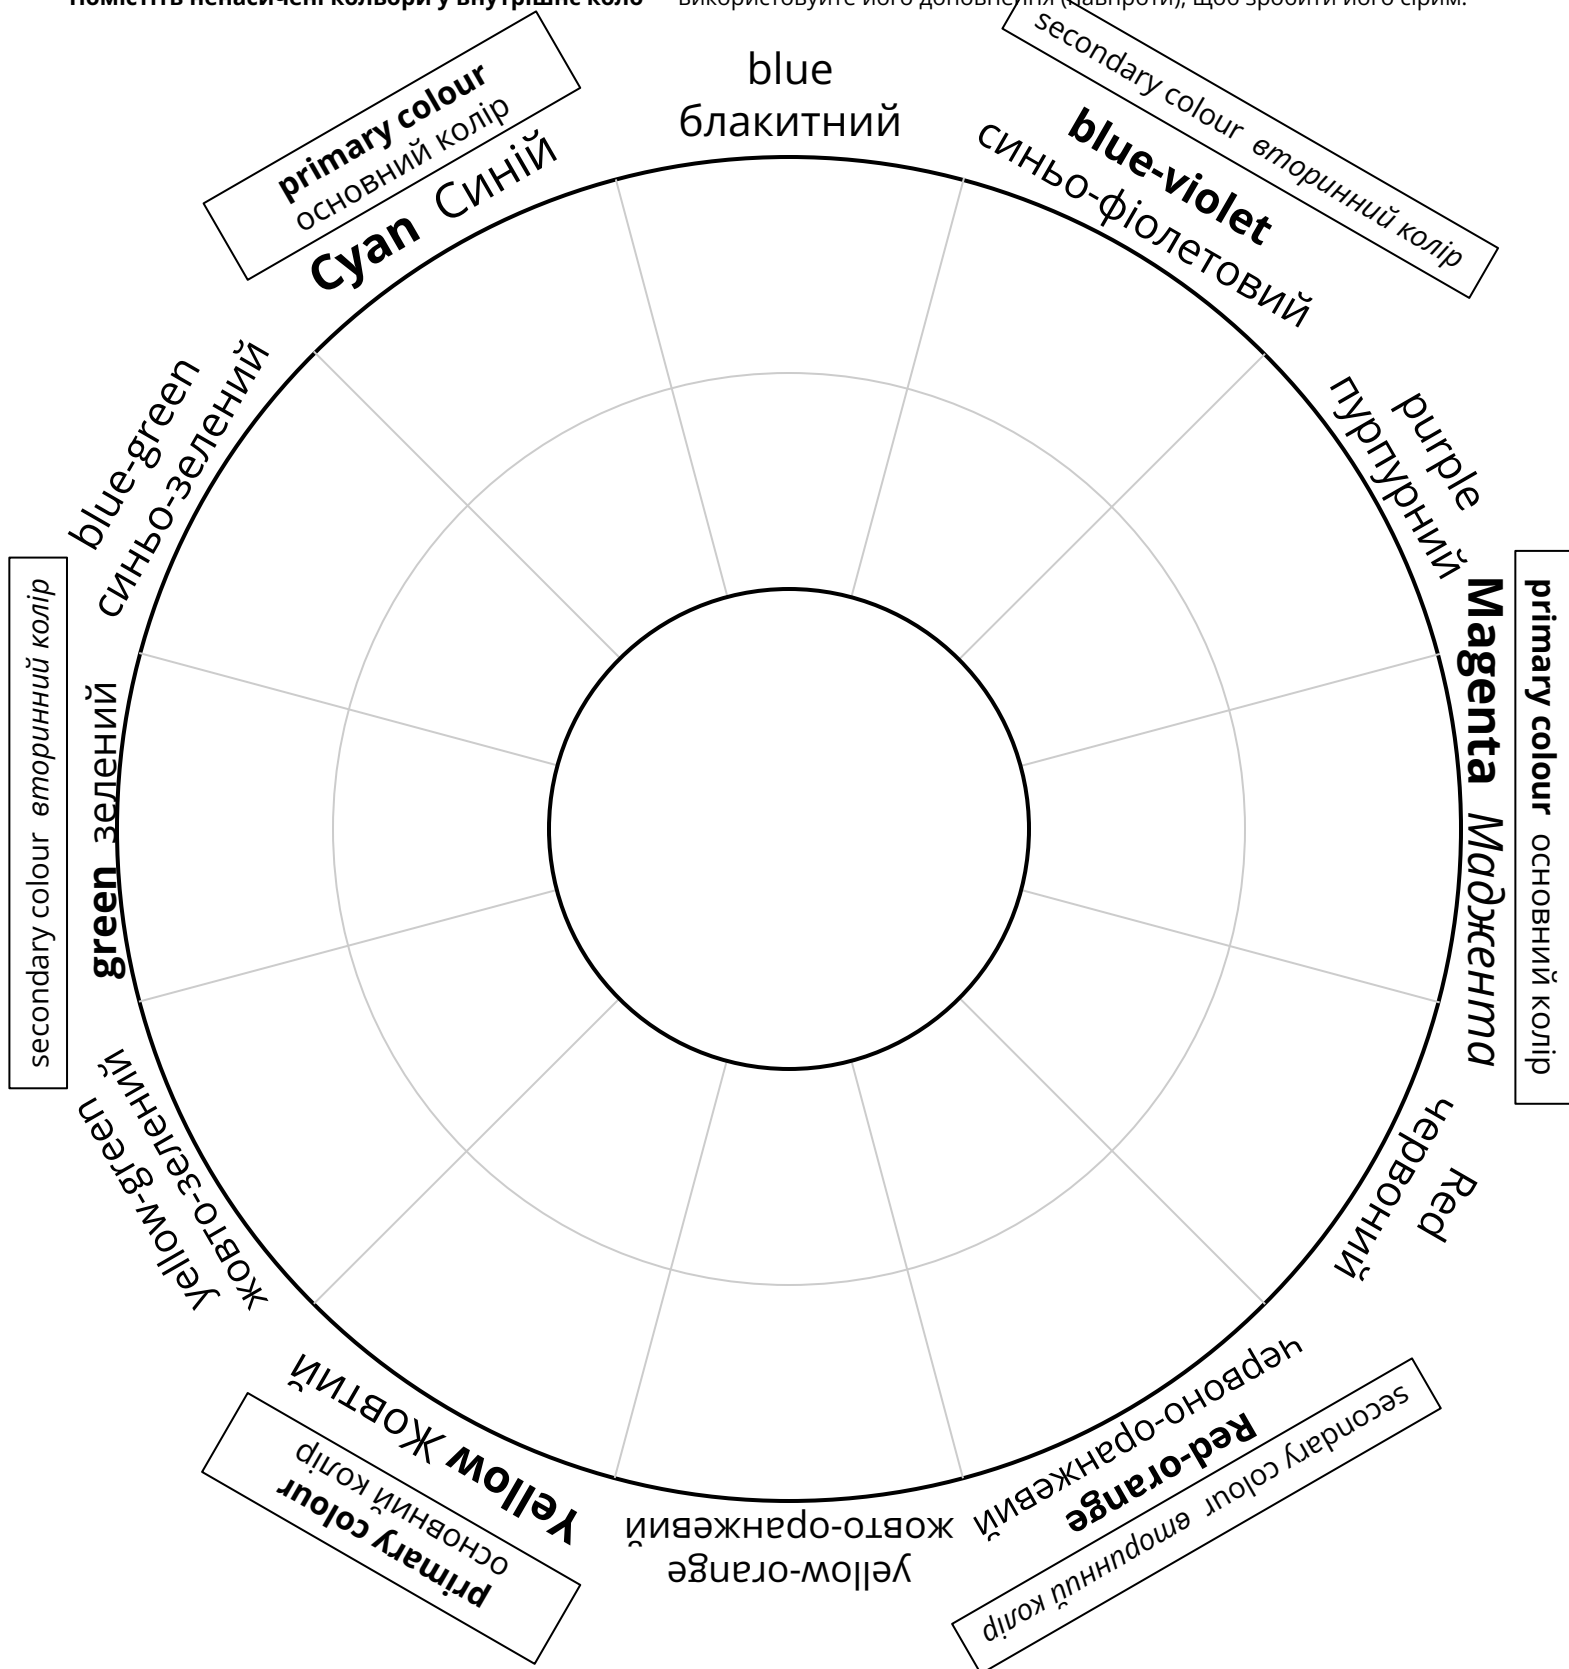 Помістіть ненасичені кольори у внутрішнє коло
використовуйте його доповнення (навпроти), щоб зробити його сірим.
blue
блакитний
secondary colour вторинний колір
blue-violet
синьо-фіолетовий
purple
пурпурний
primary colour основний колір
Magenta Маджента
Red
червоний
червоно-оранжевий
Red-orange
secondary colour вторинний колір
жовто-оранжевий
yellow-orange
Yellow Жовтий
основний колір
primary colour
жовто-зелений
yellow-green
green зелений
secondary colour вторинний колір
blue-green
синьо-зелений
primary colour
основний колір
Cyan Синій